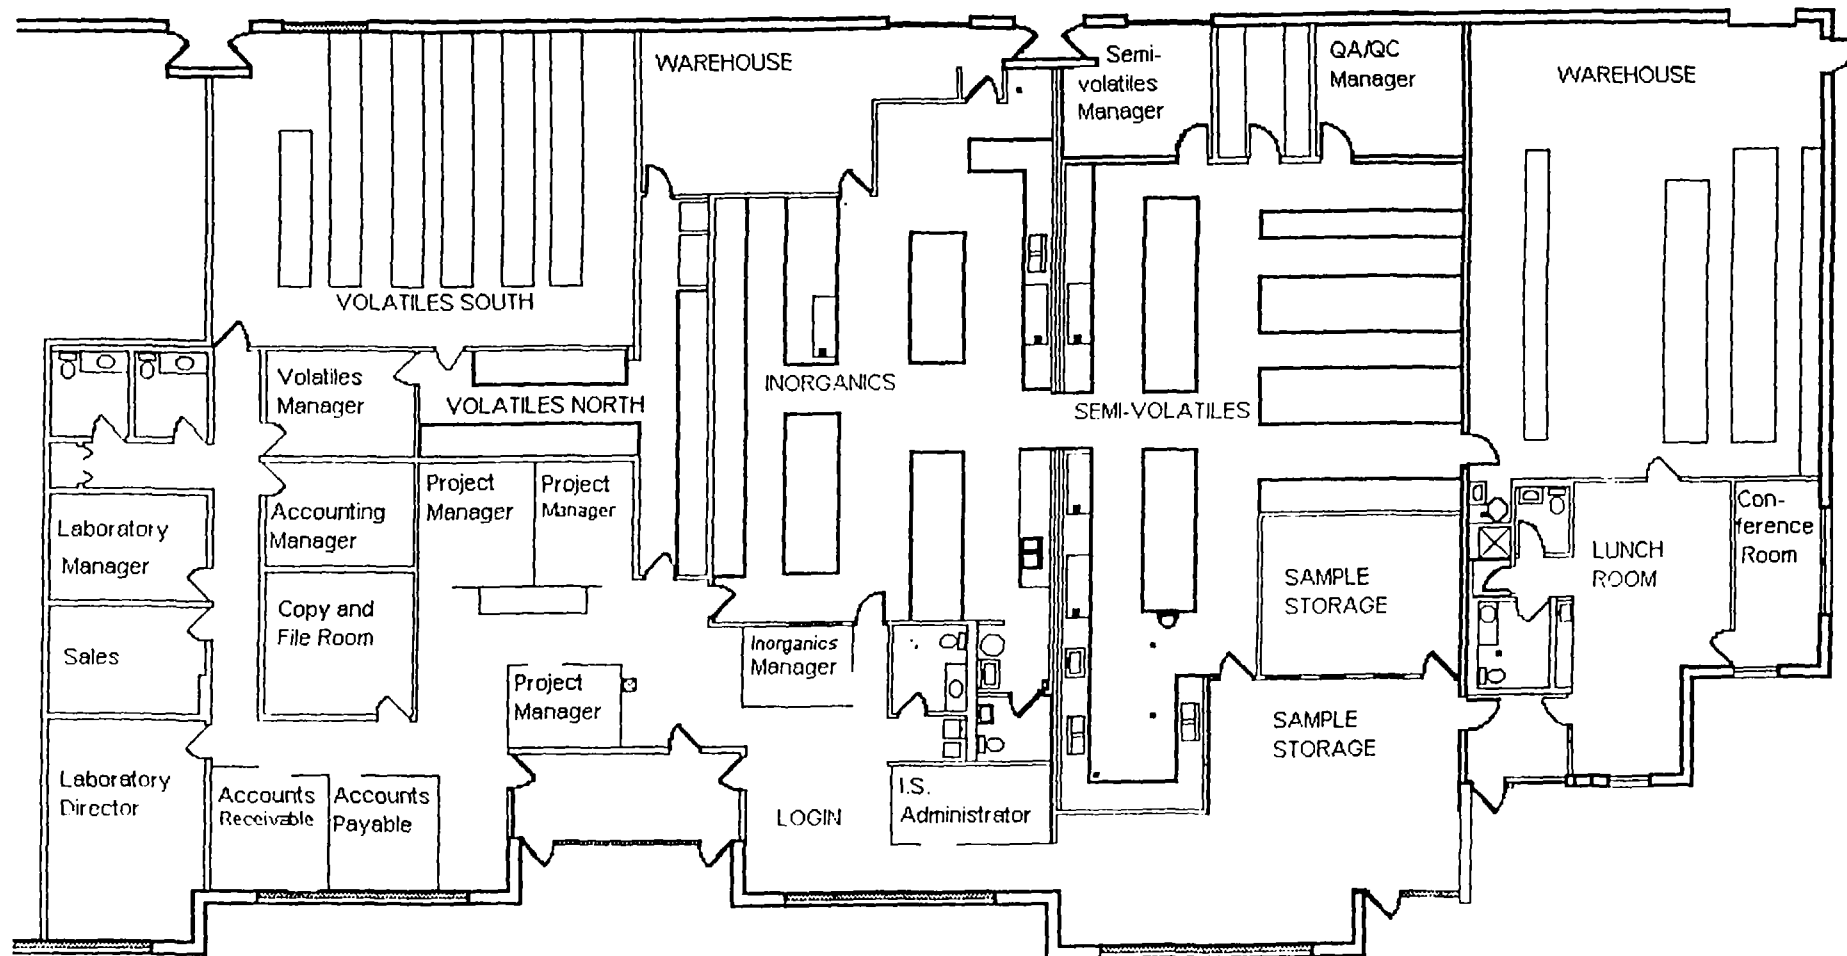 WAREHOUSE
Semi-
volatiles
Manager
QA/QC
Manager
WAREHOUSE
VOLATILES SOUTH
Volatiles
Manager
VOLATILES NORTH
INORGANICS
SEMI-VOLATILES
Project
Manager
Project
Manager
Accounting
Manager
Laboratory
Manager
Con-
ference
Room
LUNCH
ROOM
SAMPLE
STORAGE
Copy and
File Room
Sales
Inorganics
Manager
Project
Manager
SAMPLE
STORAGE
Laboratory
Director
Accounts
Receivable
Accounts
Payable
LOGIN
I.S.
Administrator